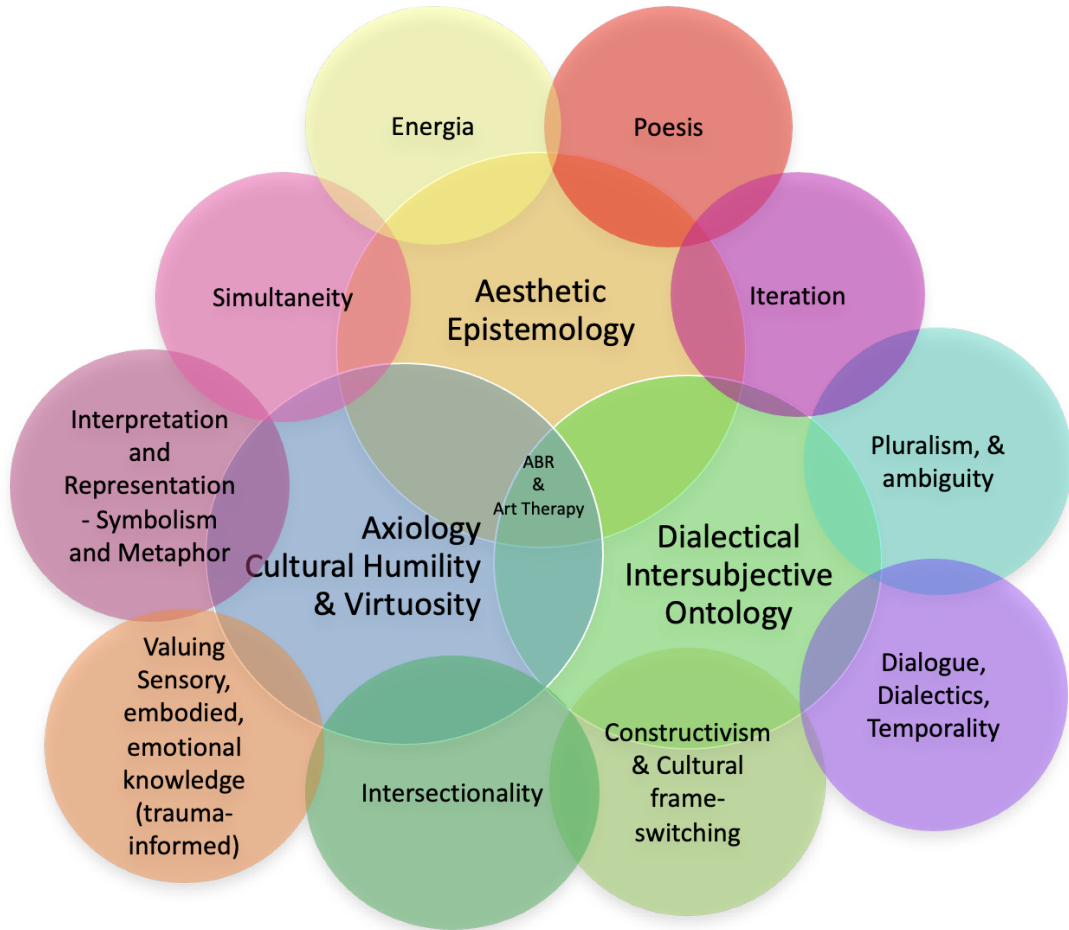 Energia
Poesis
Simultaneity
Aesthetic
Epistemology
Iteration
Interpretation
and
Representation
- Symbolism
and Metaphor
Pluralism, &
ambiguity
ABR
&
Art Therapy
Axiology
Cultural Humility
& Virtuosity
Dialectical
Intersubjective
Ontology
Valuing
Sensory,
embodied,
emotional
knowledge
(trauma-
informed)
Intersectionality
Constructivism
& Cultural
frame-
switching
Dialogue,
Dialectics,
Temporality